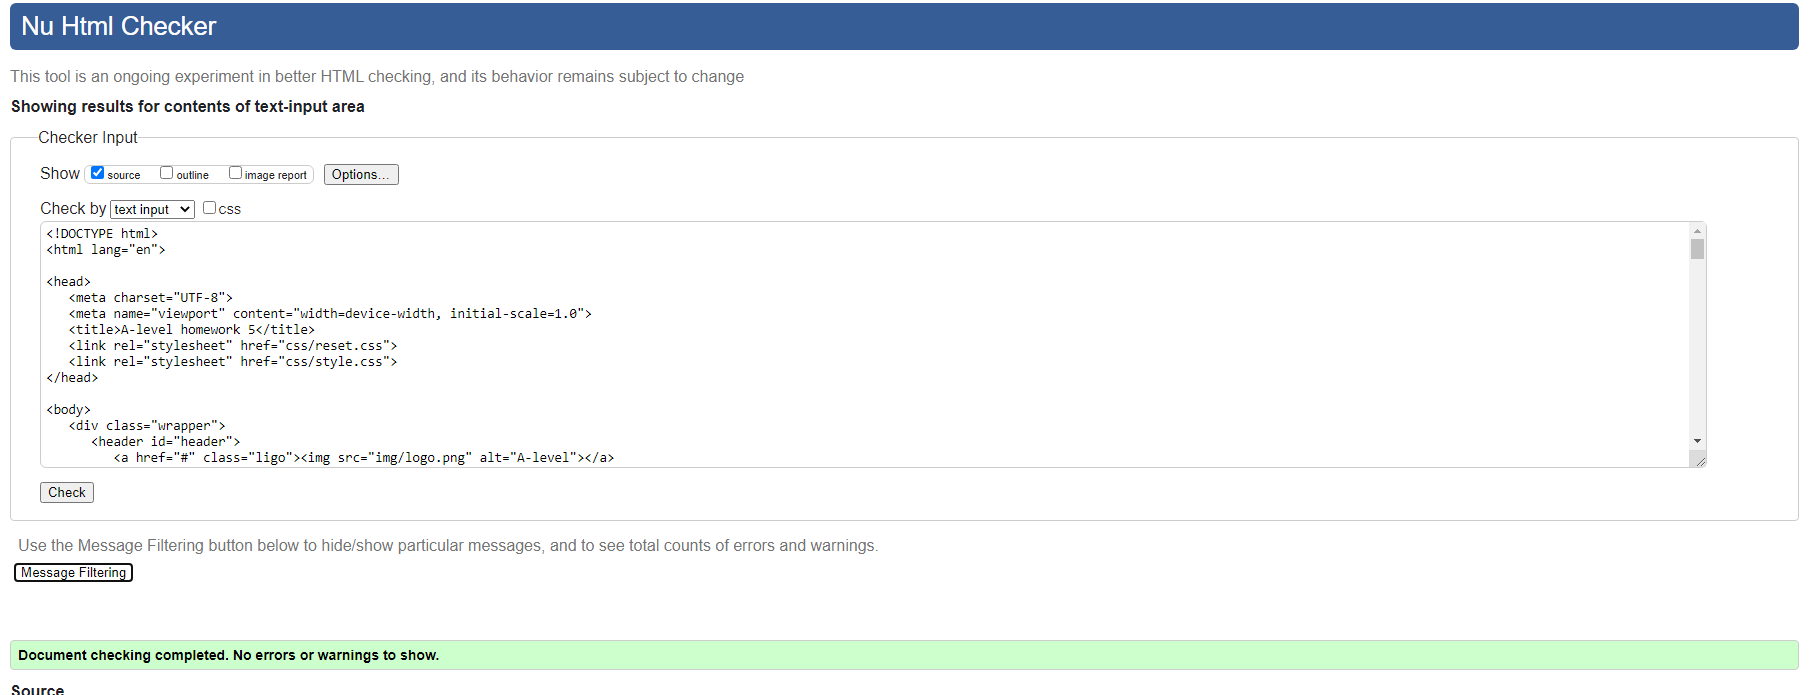 Nu Html Checker
This tool is an ongoing experiment in better HTML checking, and its behavior remains subject to change
Showing results for contents of text-input area
Checker Input
Show source outline image report Options...
Check by text input css
<!DOCTYPE html>
<html lang="en">
<head>
<meta charset="UTF-8">
<meta name="viewport" content="width=device-width, initial-scale=1.0">
<title>A-level homework 5</title>
<link rel="stylesheet" href="css/reset.css">
<link rel="stylesheet" href="css/style.css">
</head>
<body>
<div class="wrapper">
<header id="header">
<a href="#" class="ligo"><img src="img/logo.png" alt="A-level"></a>
Check
Use the Message Filtering button below to hide/show particular messages, and to see total counts of errors and warnings.
Message Filtering
Document checking completed. No errors or warnings to show.
Source